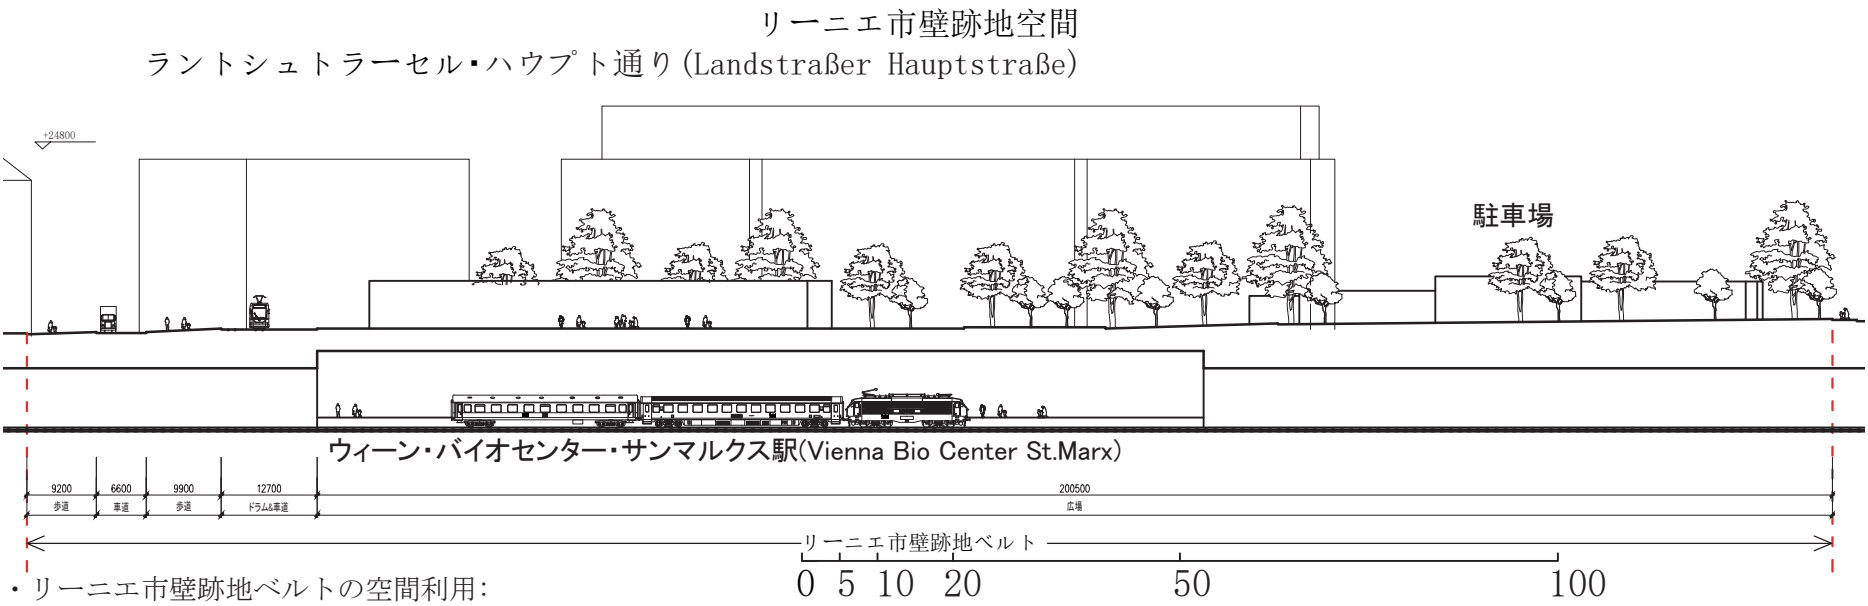 リーニエ市壁跡地空間
ラントシュトラーセル・ハウプト通り(Landstraßer Hauptstraße)
+24800
駐車場
ウィーン・バイオセンター・サンマルクス駅(Vienna Bio Center St.Marx)
9200 6600 9900 12700 200500
歩道 車道 歩道 ドラム&車道 広場
リーニエ市壁跡地ベルト
0 5 10 20 50 100
・リーニエ市壁跡地ベルトの空間利用: